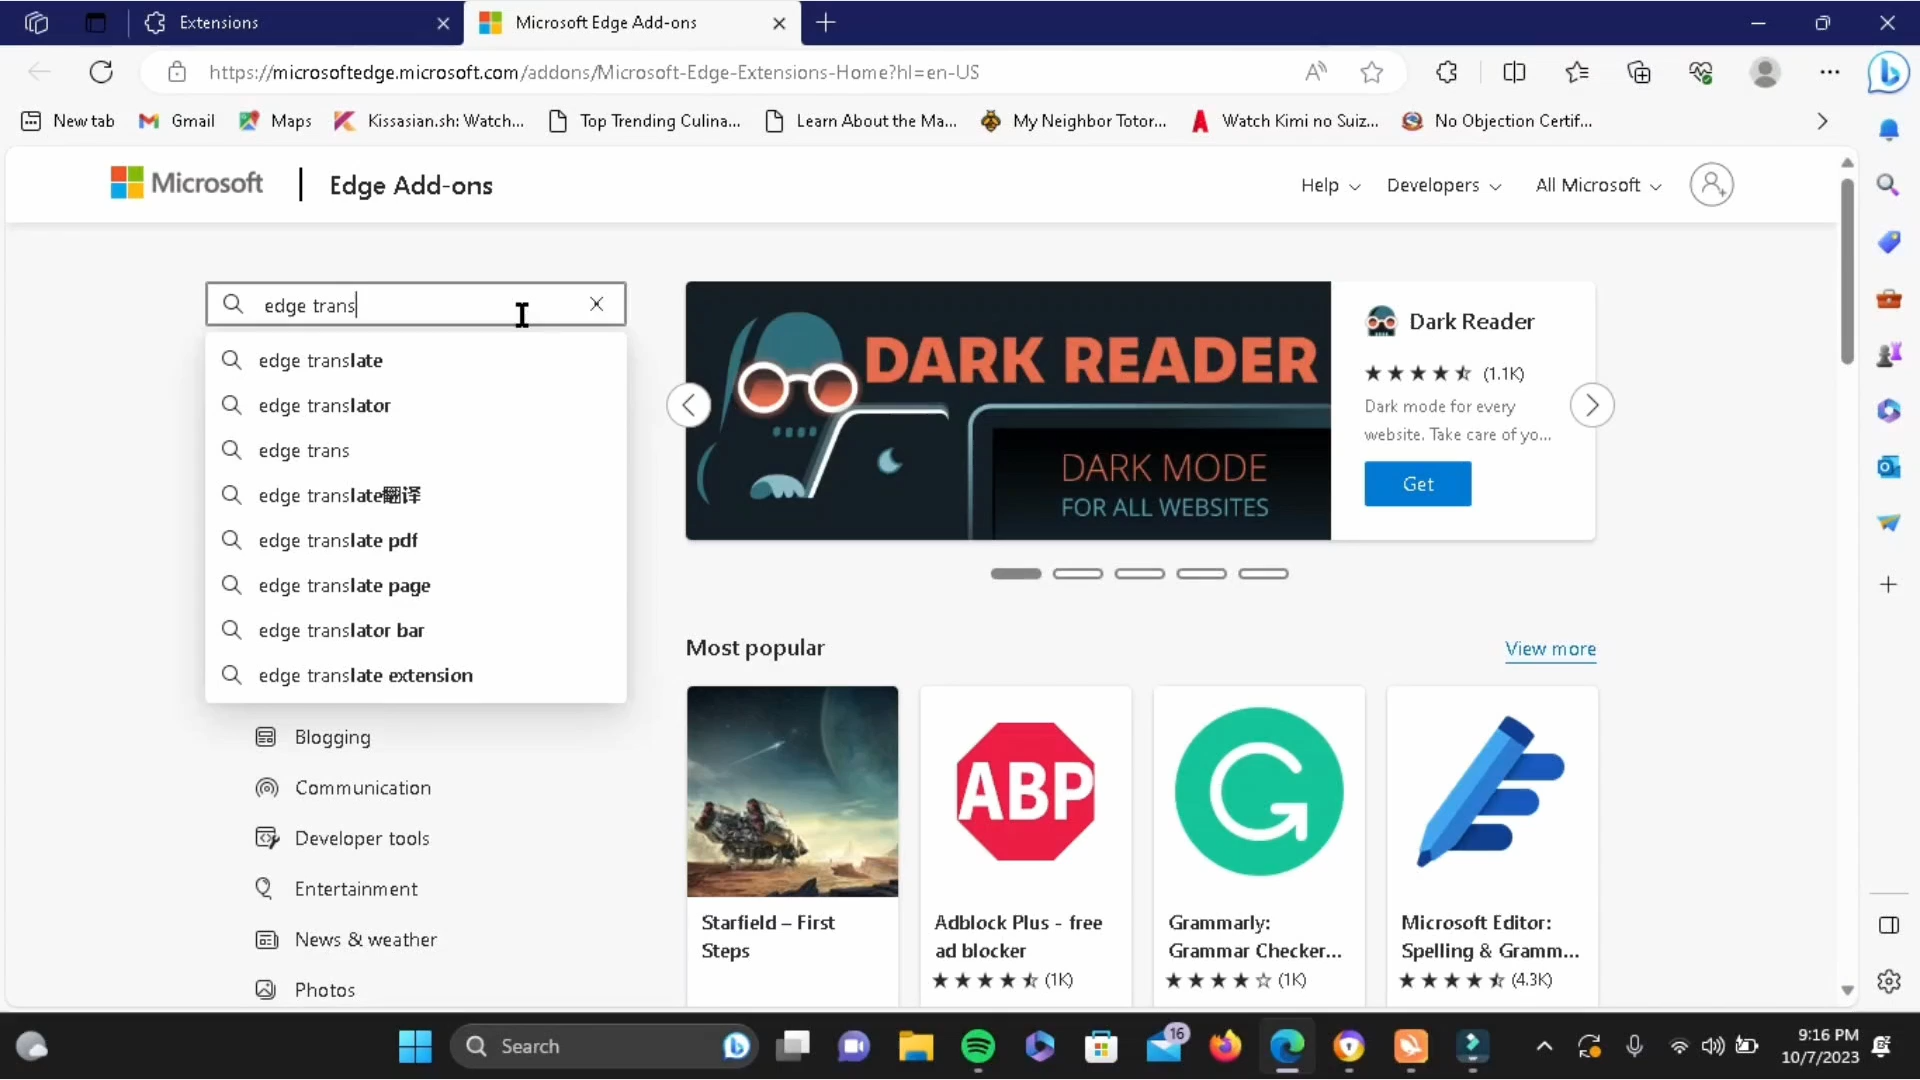 Extensions
Microsoft Edge Add-ons
https://microsoftedge.microsoft.com/addons/Microsoft-Edge-Extensions-Home?hl=en-US
New tab
Gmail
Maps
Kissasian.sh: Watch...
Top Trending Culina...
Learn About the Ma...
My Neighbor Totor...
Watch Kimi no Suiz...
No Objection Certif...
Microsoft
Edge Add-ons
Help
Developers
All Microsoft
edge trans
edge translate
edge translator
edge trans
edge translate翻译
edge translate pdf
edge translate page
edge translator bar
edge translate extension
Blogging
Communication
Developer tools
Entertainment
News & weather
Photos
DARK READER
DARK MODE
FOR ALL WEBSITES
Dark Reader
(1.1K)
Dark mode for every
website. Take care of yo...
Get
Most popular
View more
ABP
Starfield – First
Steps
Adblock Plus - free
ad blocker
(1K)
Grammarly:
Grammar Checker...
(1K)
Microsoft Editor:
Spelling & Gramm...
(4.3K)
Search
16
9:16 PM
10/7/2023